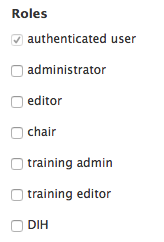 Roles
authenticated user
administrator
editor
chair
training admin
training editor
DIH